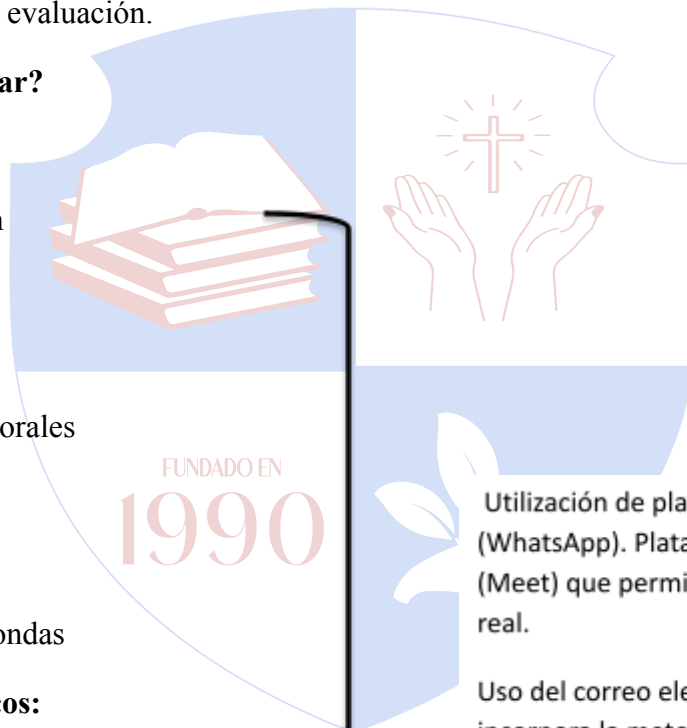 evaluación.
ar?
orales
ondas
cos:
FUNDADO EN
1990
Utilización de pla
(WhatsApp). Plata
(Meet) que permi
real.
Uso del correo ele